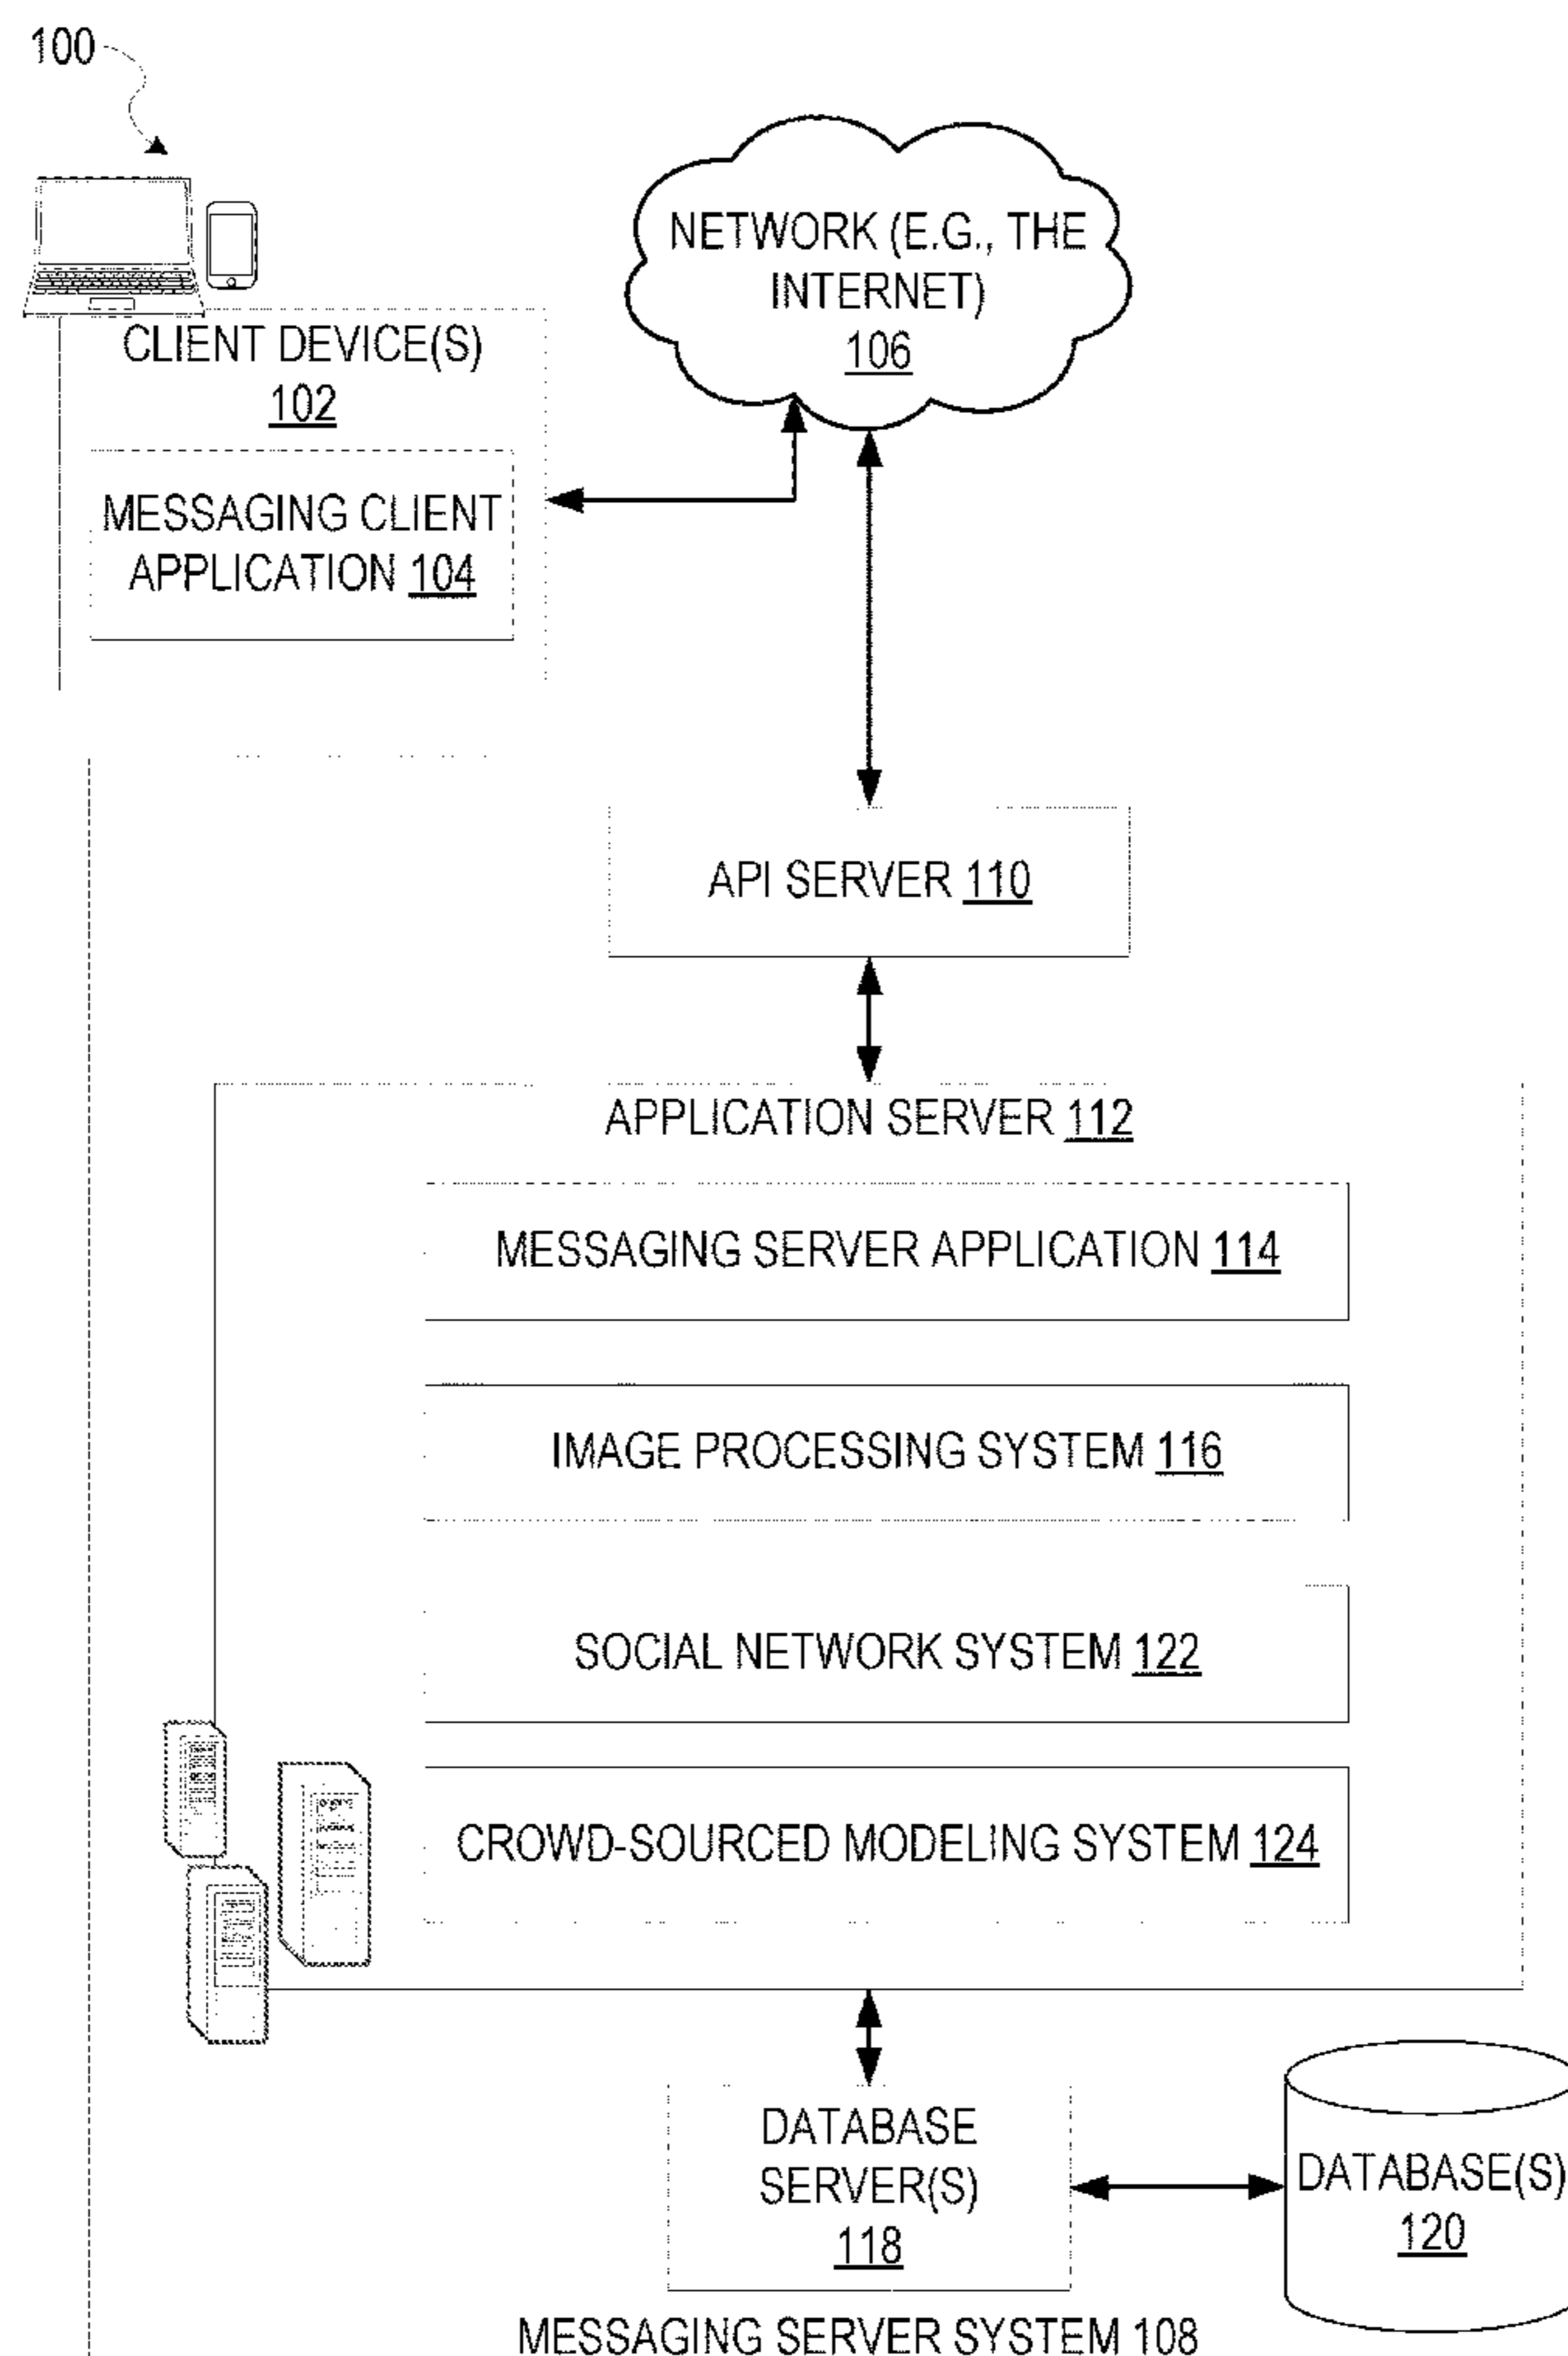 100
NETWORK (E.G., THE
INTERNET)
106
CLIENT DEVICE(S)
102
MESSAGING CLIENT
APPLICATION 104
API SERVER 110
APPLICATION SERVER 112
MESSAGING SERVER APPLICATION 114
IMAGE PROCESSING SYSTEM 116
SOCIAL NETWORK SYSTEM 122
CROWD-SOURCED MODELING SYSTEM 124
DATABASE
SERVER(S)
118
DATABASE(S)
120
MESSAGING SERVER SYSTEM 108